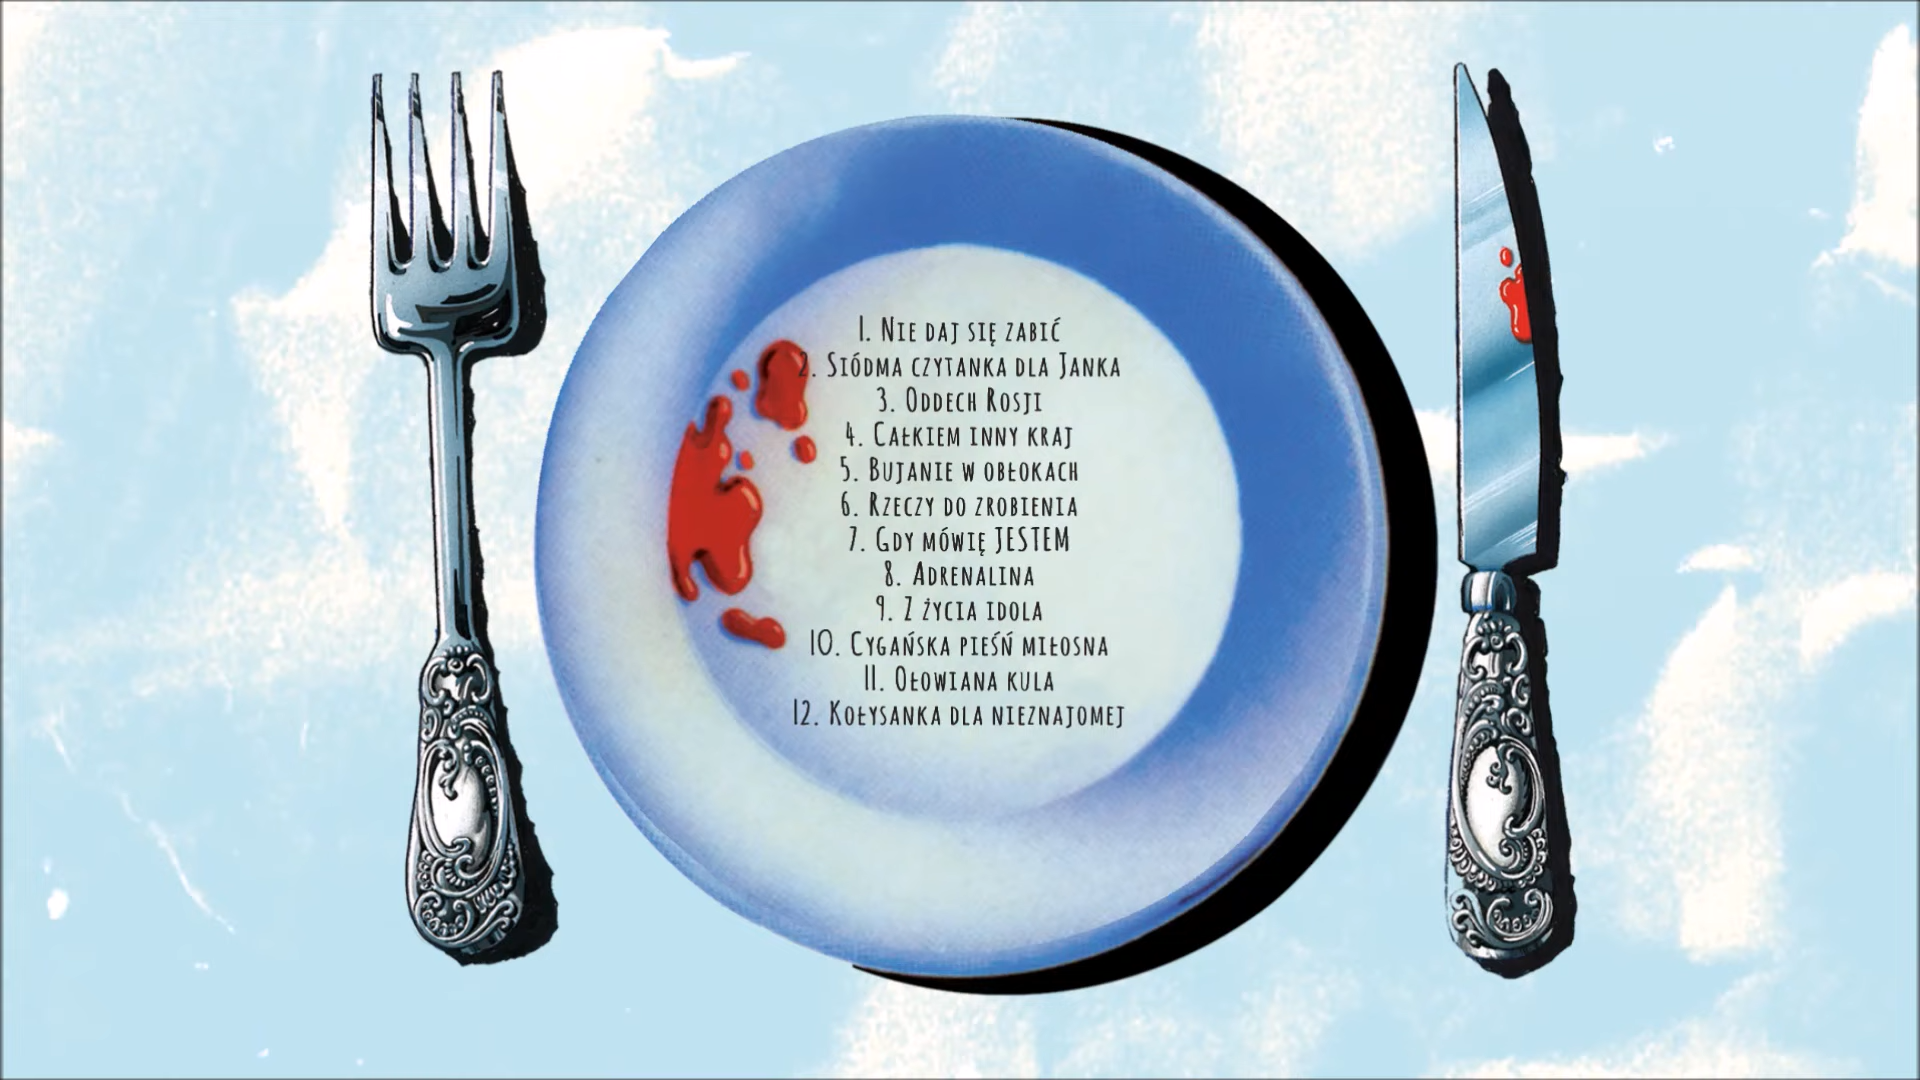 1. Nie daj się zabić
2. Siódma czytanka dla Janka
3. Oddech Rosji
4. Całkiem inny kraj
5. Bujanie w obłokach
6. Rzeczy do zrobienia
7. Gdy mówię JESTEM
8. Adrenalina
9. Z życia idola
10. Cygańska pieśń miłosna
11. Ołowiana kula
12. Kołysanka dla nieznajomej